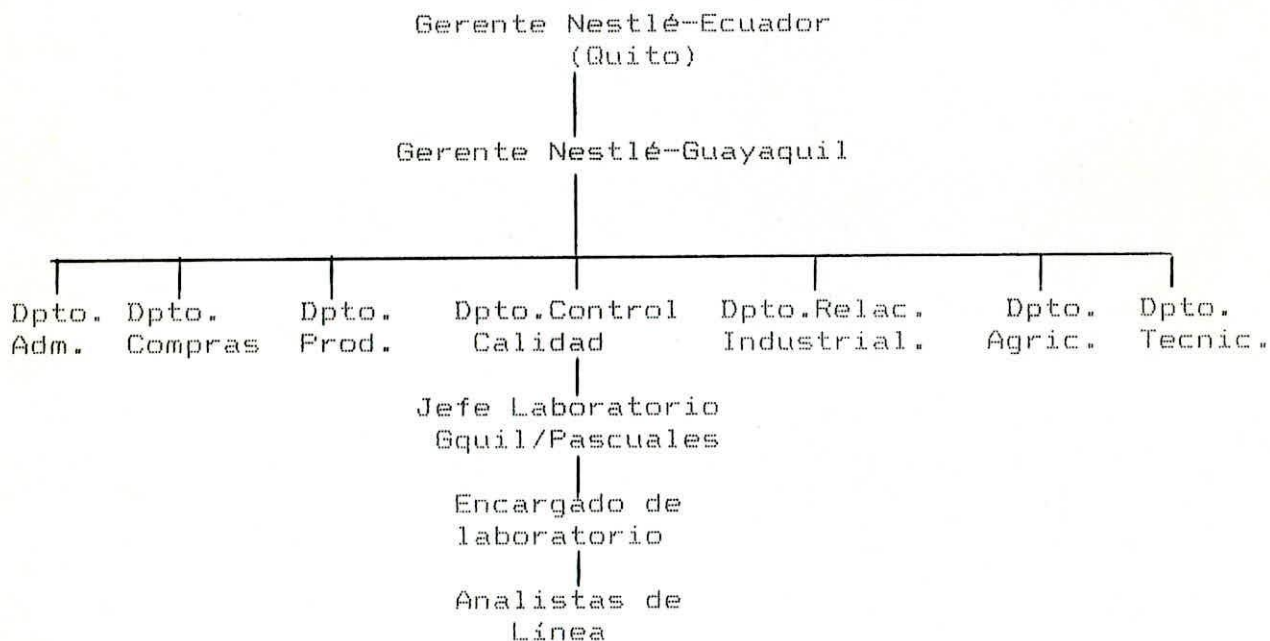 Gerente Nestlé-Ecuador
(Quito)
Gerente Nestlé-Guayaquil
Dpto. Dpto. Dpto. Dpto.Control Dpto.Relac. Dpto. Dpto.
Adm. Compras Prod. Calidad Industrial. Agric. Tecnic.
Jefe Laboratorio
Gquil/Pascuales
Encargado de
laboratorio
Analistas de
Línea